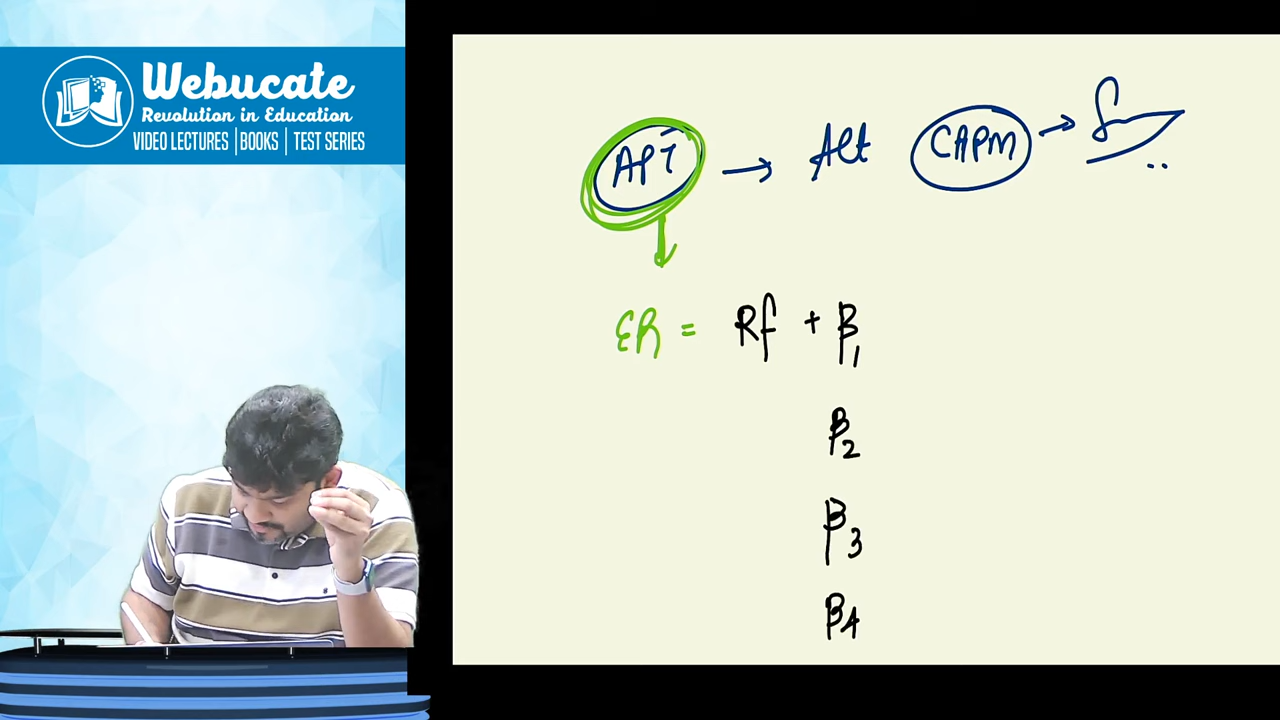 Webucate
Revolution in Education
VIDEO LECTURES | BOOKS | TEST SERIES
APT → Alt CAPM →
ER = Rf + β1
β2
β3
β4